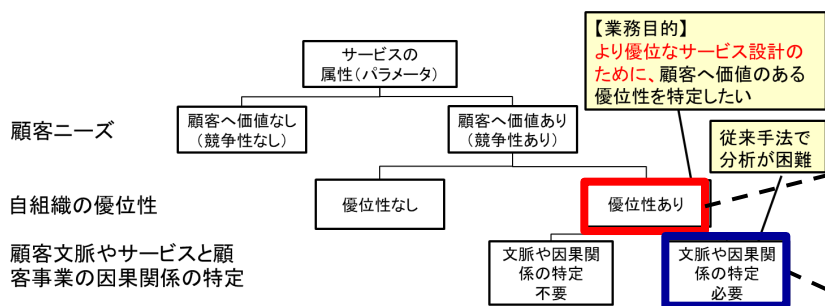 【業務目的】
より優位なサービス設計の
ために、顧客へ価値のある
優位性を特定したい
サービスの
属性(パラメータ)
顧客ニーズ
顧客へ価値なし
(競争性なし)
顧客へ価値あり
(競争性あり)
従来手法で
分析が困難
自組織の優位性
優位性なし
優位性あり
顧客文脈やサービスと顧
客事業の因果関係の特定
文脈や因果関
係の特定
不要
文脈や因果関
係の特定
必要